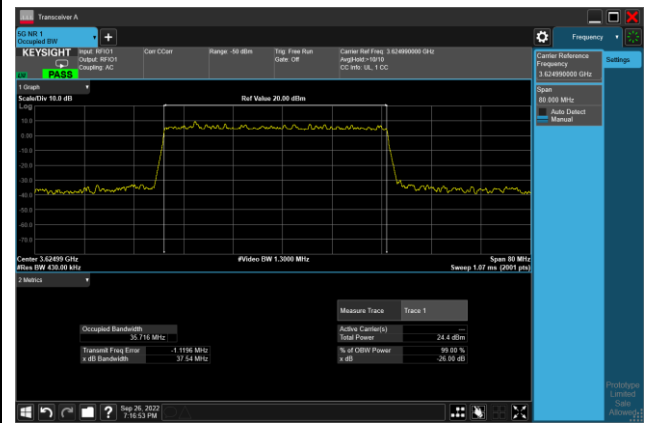 Transceiver A
5G NR 1
Occupied BW
Frequency
KEYSIGHT
Input: RFIO1
Output: RFIO1
Coupling: AC
Corr CCorr
Range: -50 dBm
Trig: Free Run
Gate: Off
Carrier Ref Freq: 3.624990000 GHz
Avg|Hold:>10/10
CC Info: UL, 1 CC
PASS
Carrier Reference
Frequency
3.624990000 GHz
Settings
Span
80.000 MHz
Auto Detect
Manual
1 Graph
Scale/Div 10.0 dB
Ref Value 20.00 dBm
Log
10.0
0.00
-10.0
-20.0
-30.0
-40.0
-50.0
-60.0
-70.0
Center 3.62499 GHz
#Video BW 1.3000 MHz
Span 80 MHz
#Res BW 430.00 kHz
Sweep 1.07 ms (2001 pts)
2 Metrics
Measure Trace
Trace 1
Occupied Bandwidth
35.716 MHz
Active Carrier(s)
---
Total Power
24.4 dBm
Transmit Freq Error
-1.1196 MHz
x dB Bandwidth
37.54 MHz
% of OBW Power
99.00 %
x dB
-26.00 dB
Prototype
Limited
Sale
Allowed
?
Sep 26, 2022
7:16:53 PM